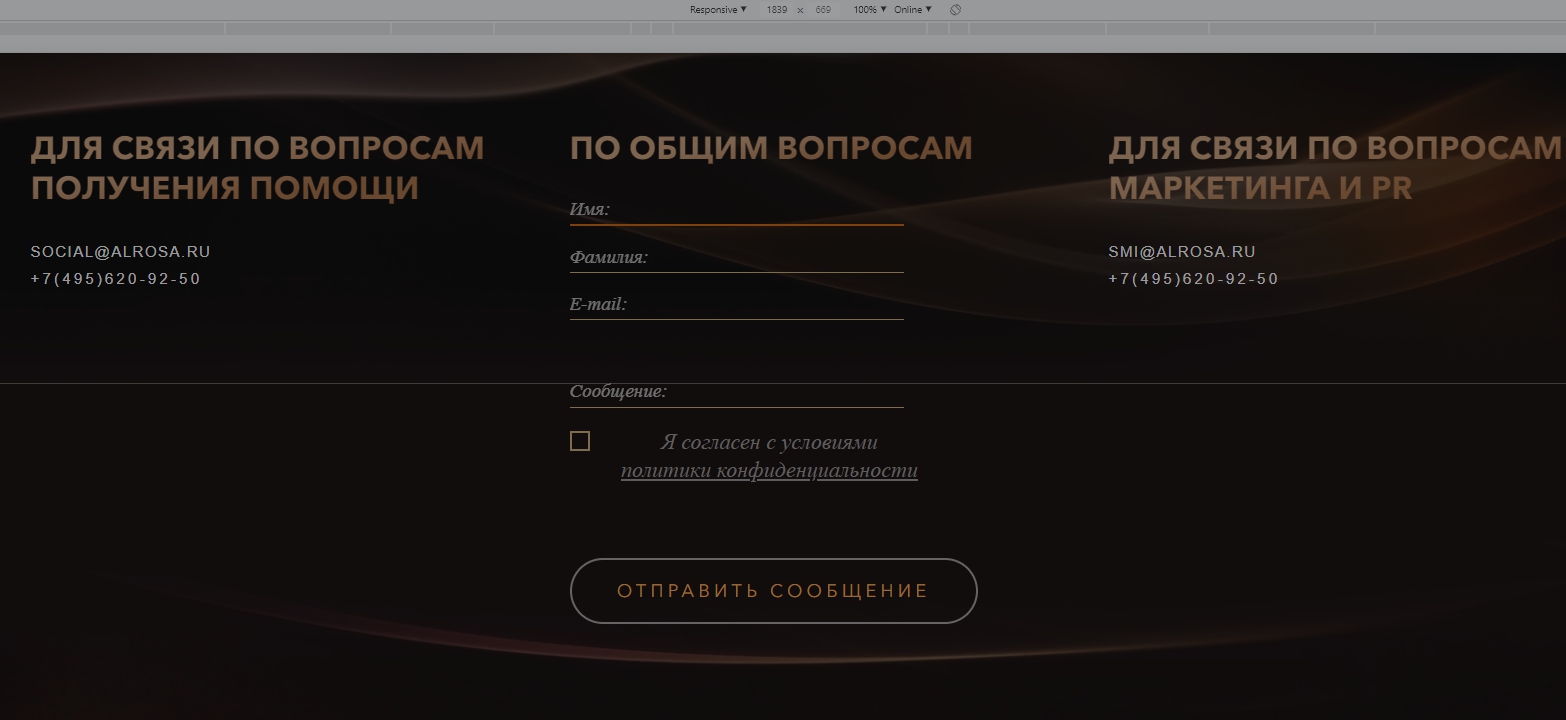 Responsive ▼ 1839 × 669 100% ▼ Online ▼
ДЛЯ СВЯЗИ ПО ВОПРОСАМ
ПОЛУЧЕНИЯ ПОМОЩИ
SOCIAL@ALROSA.RU
+7(495)620-92-50
ПО ОБЩИМ ВОПРОСАМ
Имя:
Фамилия:
E-mail:
Сообщение:
Я согласен с условиями
политики конфиденциальности
ОТПРАВИТЬ СООБЩЕНИЕ
ДЛЯ СВЯЗИ ПО ВОПРОСАМ
МАРКЕТИНГА И PR
SMI@ALROSA.RU
+7(495)620-92-50